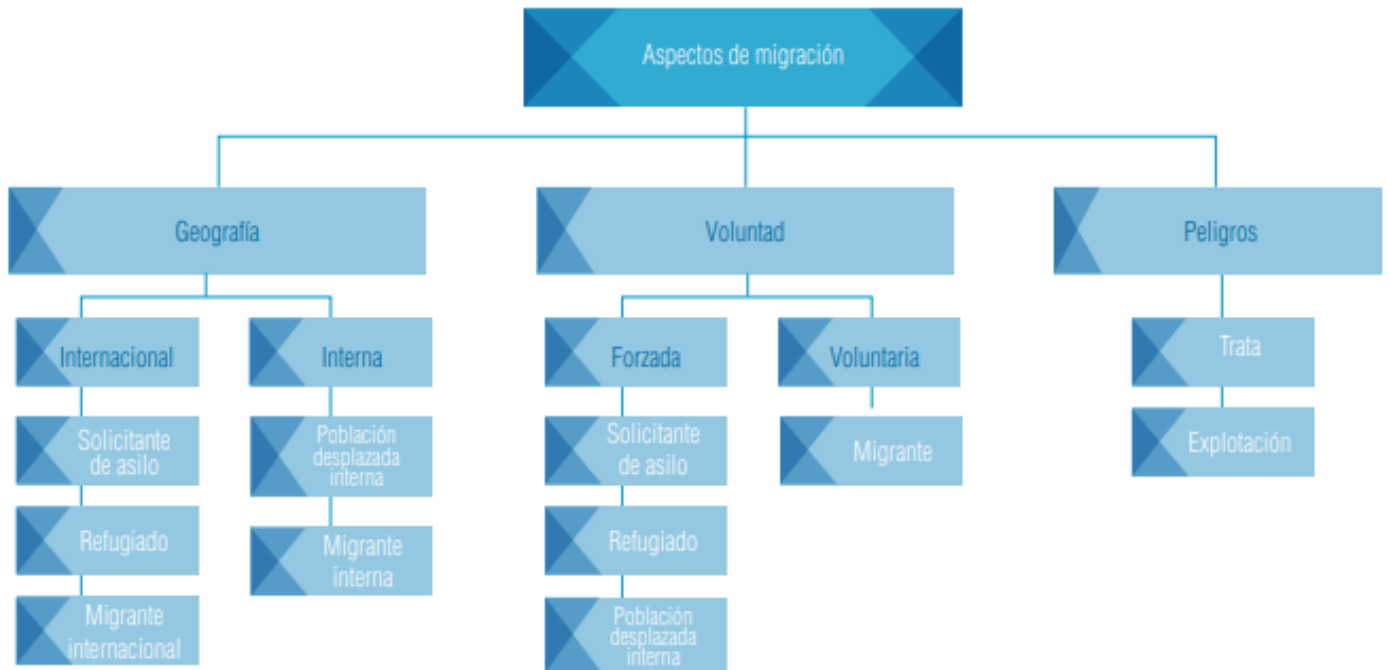 Aspectos de migración
Geografía
Voluntad
Peligros
Internacional
Interna
Forzada
Voluntaria
Trata
Solicitante
de asilo
Población
desplazada
interna
Solicitante
de asilo
Migrante
Explotación
Refugiado
Migrante
interna
Refugiado
Migrante
internacional
Población
desplazada
interna